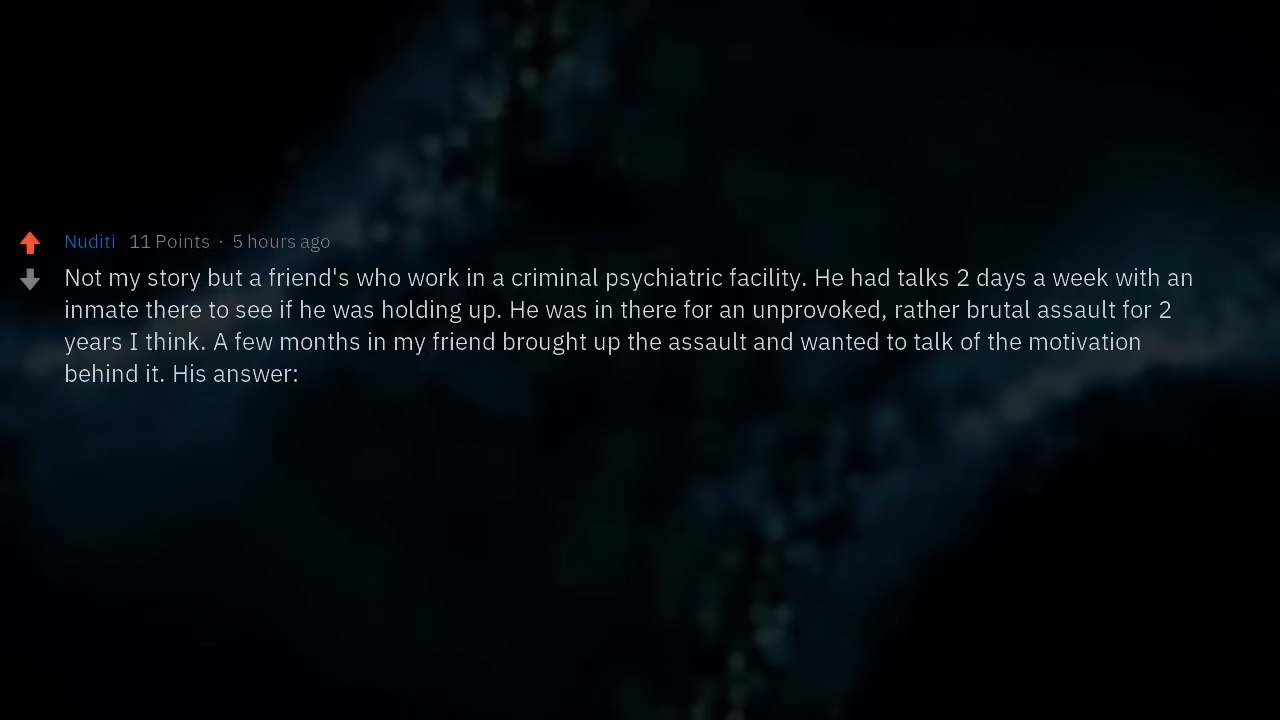 Nuditi 11 Points · 5 hours ago
Not my story but a friend's who work in a criminal psychiatric facility. He had talks 2 days a week with an
inmate there to see if he was holding up. He was in there for an unprovoked, rather brutal assault for 2
years I think. A few months in my friend brought up the assault and wanted to talk of the motivation
behind it. His answer: